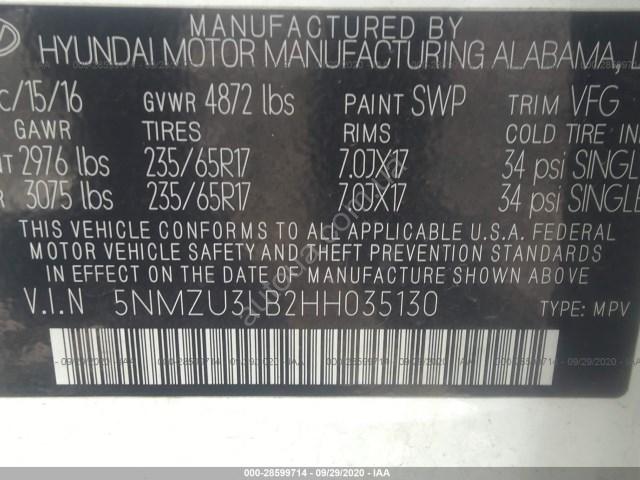 MANUFACTURED BY
HYUNDAI MOTOR MANUFACTURING ALABAMA,
/15/16 GVWR 4872 lbs PAINT SWP TRIM VFG
GAWR TIRES RIMS COLD TIRE
2976 lbs 235/65R17 7.0JX17 34 psi SINGLE
3075 lbs 235/65R17 7.0JX17 34 psi SINGLE
THIS VEHICLE CONFORMS TO ALL APPLICABLE U.S.A. FEDERAL
MOTOR VEHICLE SAFETY AND THEFT PREVENTION STANDARDS
IN EFFECT ON THE DATE OF MANUFACTURE SHOWN ABOVE
V.I.N 5NMZU3LB2HH035130 TYPE: MPV
000-28599714 - 09/29/2020 - IAA